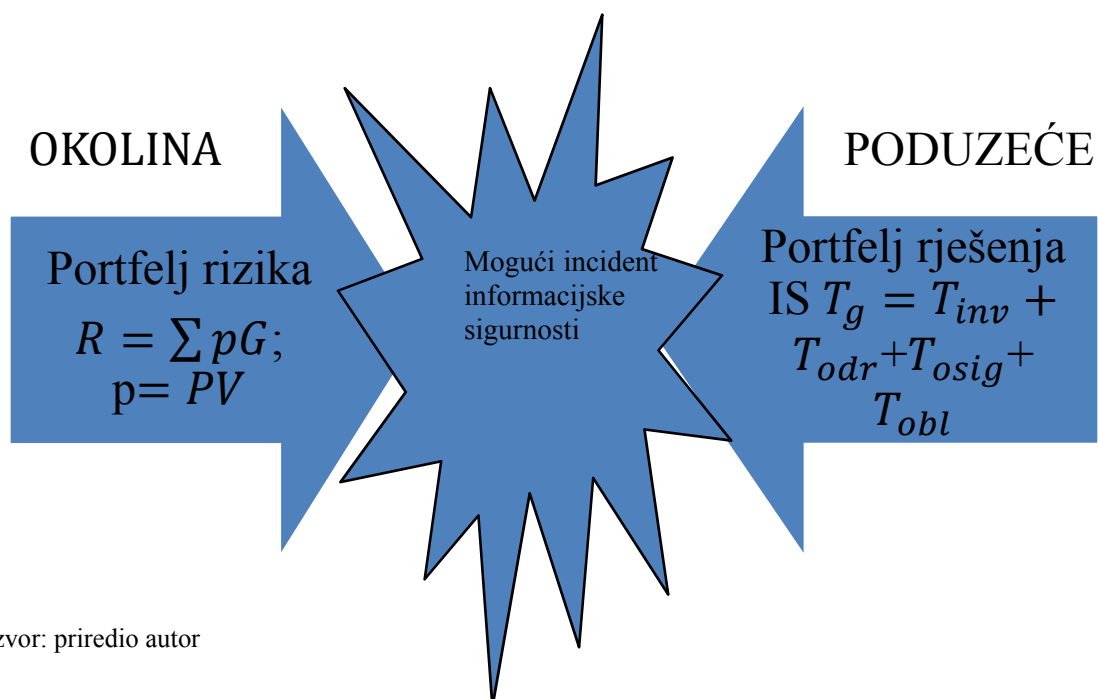 OKOLINA
Portfelj rizika
R = ∑ pG;
p= PV
Mogući incident
informacijske
sigurnosti
PODUZEĆE
Portfelj rješenja
IS T_g = T_inv +
T_odr+T_osig+
T_obl
zvor: priredio autor